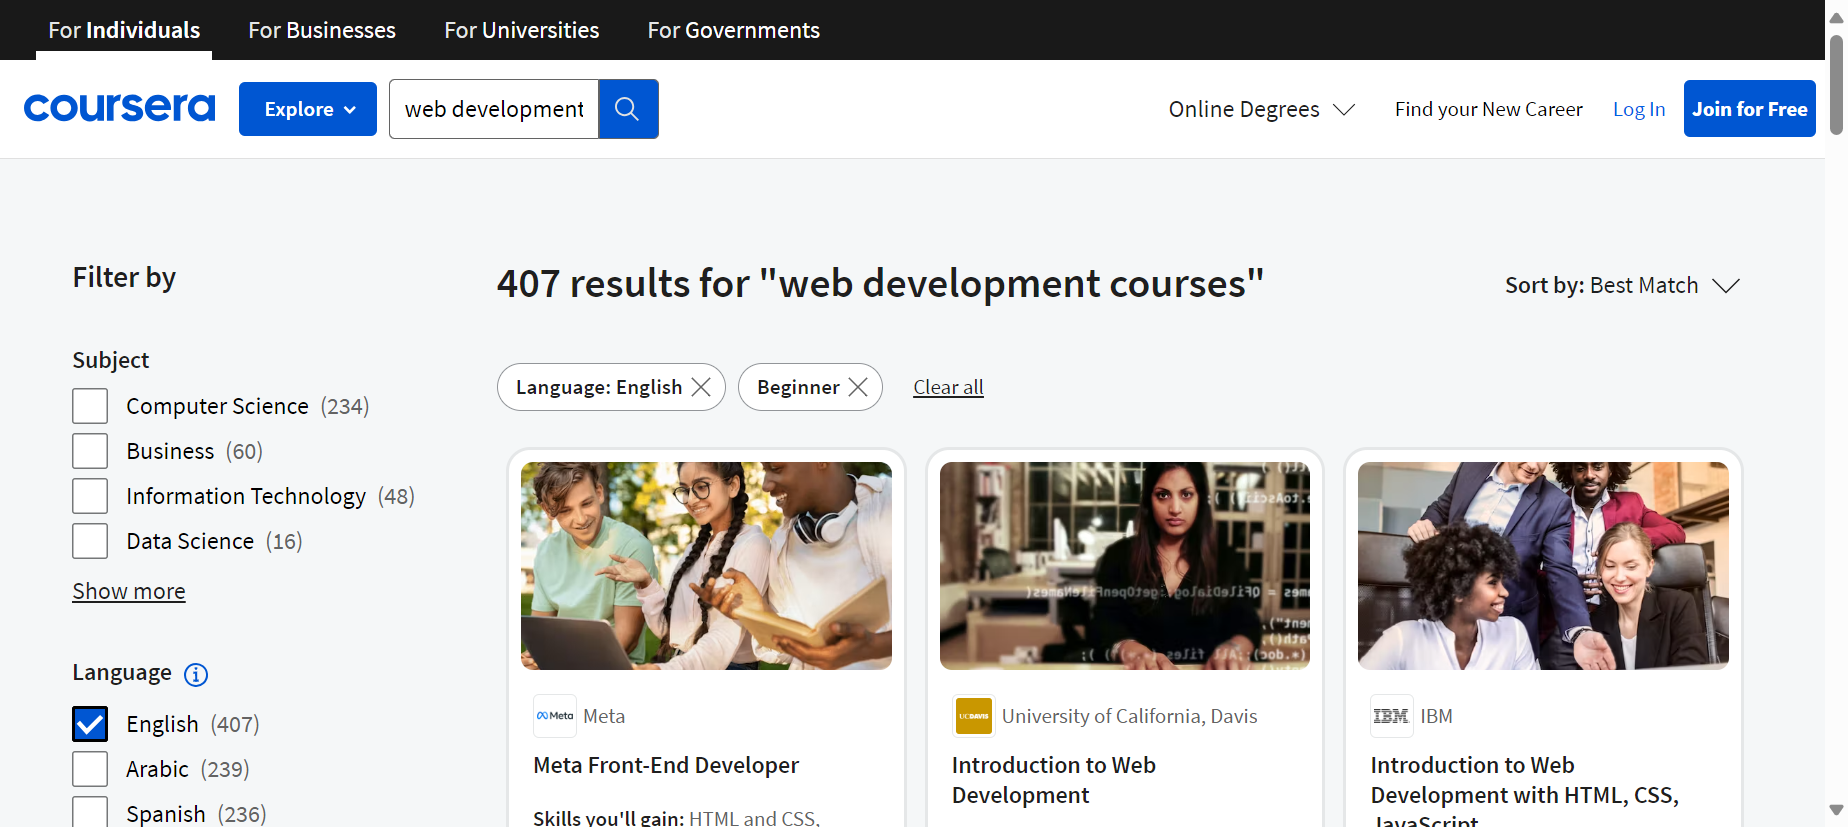 For Individuals
For Businesses
For Universities
For Governments
coursera
Explore
web development
Online Degrees
Find your New Career
Log In
Join for Free
Filter by
407 results for "web development courses"
Sort by: Best Match
Subject
Computer Science (234)
Business (60)
Information Technology (48)
Data Science (16)
Show more
Language
English (407)
Arabic (239)
Spanish (236)
Language: English
Beginner
Clear all
Meta
Meta
Meta Front-End Developer
Skills you'll gain: HTML and CSS,
UCDAVIS
University of California, Davis
Introduction to Web
Development
IBM
IBM
Introduction to Web
Development with HTML, CSS,
JavaScript